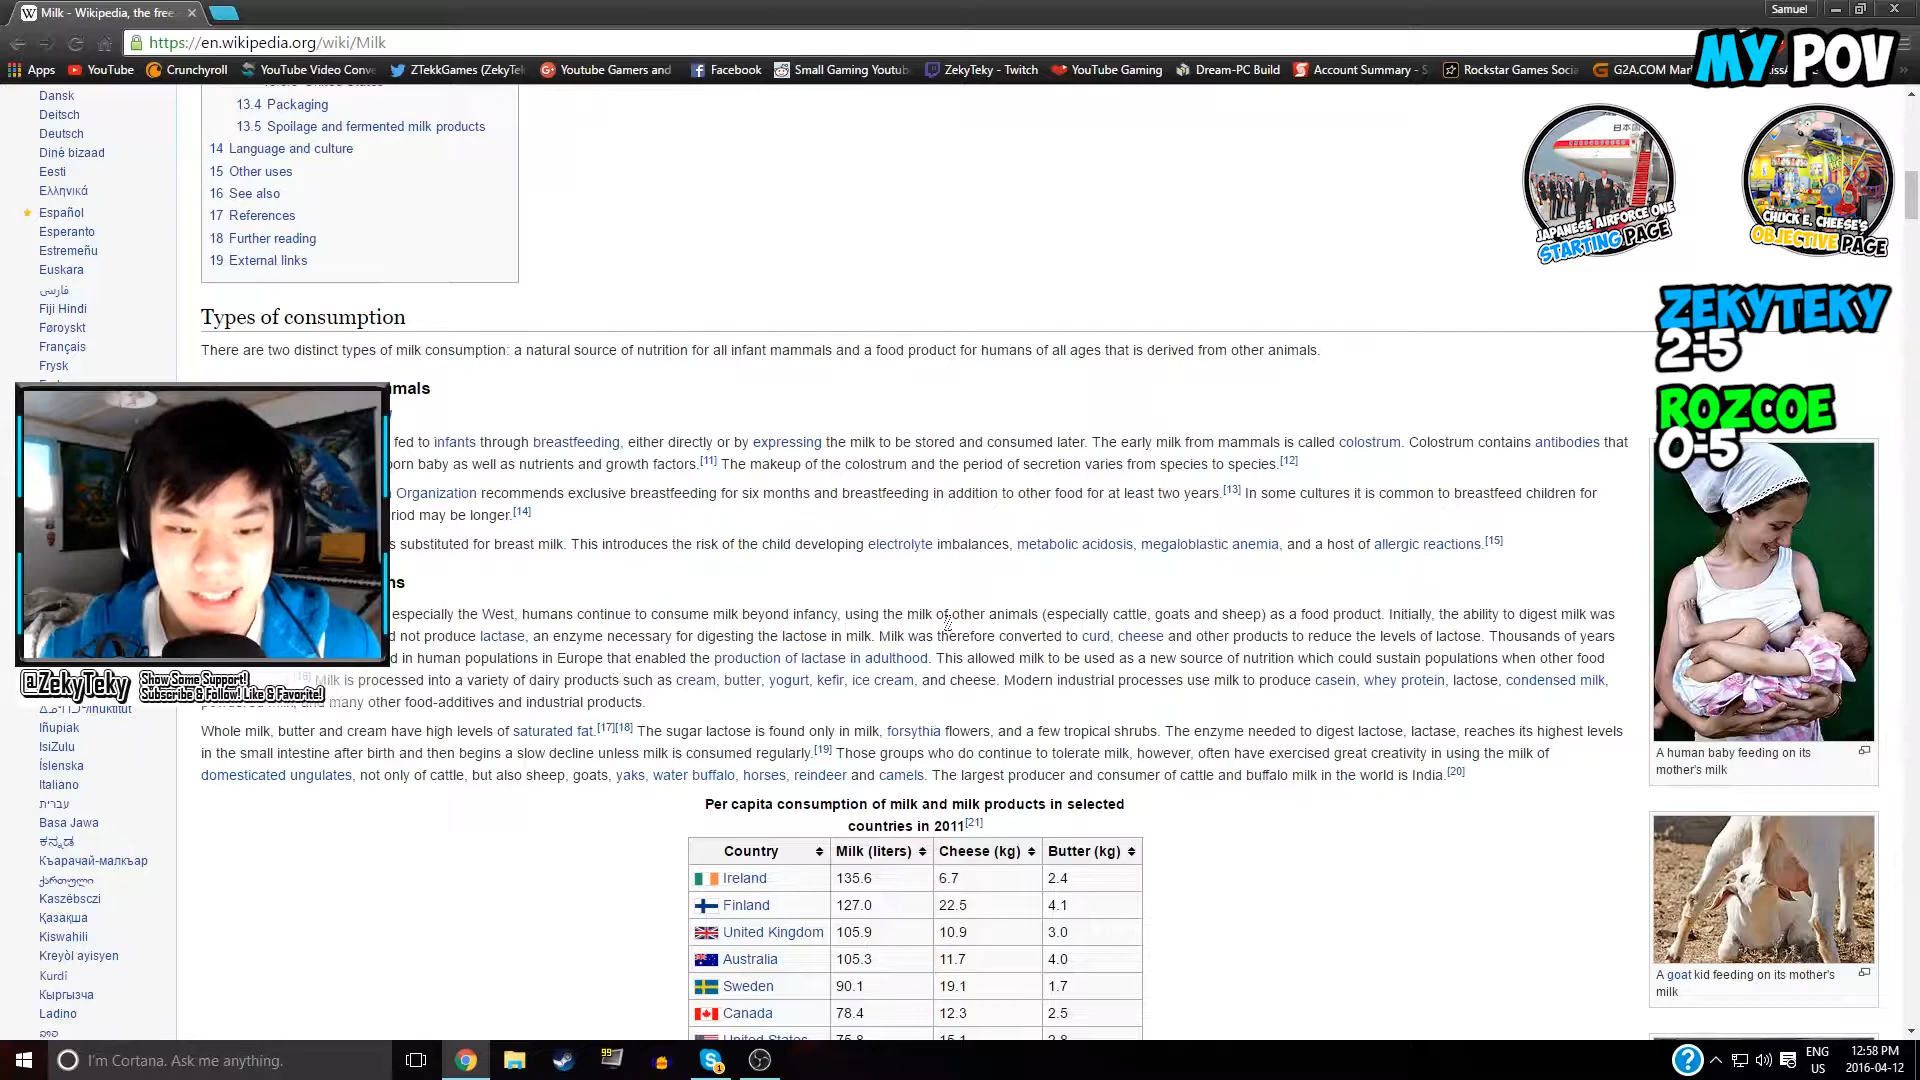 Milk - Wikipedia, the free
Samuel
https://en.wikipedia.org/wiki/Milk
Apps YouTube Crunchyroll YouTube Video Conve ZTekkGames (ZekyTek Youtube Gamers and Facebook Small Gaming Youtub ZekyTeky - Twitch YouTube Gaming Dream-PC Build Account Summary - S Rockstar Games Socia G2A.COM Mar
MY POV
Dansk
Deitsch
Deutsch
Diné bizaad
Eesti
Ελληνικά
Español
Esperanto
Estremeñu
Euskara
فارسی
Fiji Hindi
Føroyskt
Français
Frysk
13.4 Packaging
13.5 Spoilage and fermented milk products
14 Language and culture
15 Other uses
16 See also
17 References
18 Further reading
19 External links
日本国
JAPANESE AIRFORCE ONE
STARTING PAGE
CHUCK E. CHEESE'S
OBJECTIVE PAGE
ZEKYTEKY
2:5
ROZCOE
0:5
Types of consumption
There are two distinct types of milk consumption: a natural source of nutrition for all infant mammals and a food product for humans of all ages that is derived from other animals.
mals
fed to infants through breastfeeding, either directly or by expressing the milk to be stored and consumed later. The early milk from mammals is called colostrum. Colostrum contains antibodies that
orn baby as well as nutrients and growth factors.[11] The makeup of the colostrum and the period of secretion varies from species to species.[12]
Organization recommends exclusive breastfeeding for six months and breastfeeding in addition to other food for at least two years.[13] In some cultures it is common to breastfeed children for
riod may be longer.[14]
s substituted for breast milk. This introduces the risk of the child developing electrolyte imbalances, metabolic acidosis, megaloblastic anemia, and a host of allergic reactions.[15]
ns
especially the West, humans continue to consume milk beyond infancy, using the milk of other animals (especially cattle, goats and sheep) as a food product. Initially, the ability to digest milk was
d not produce lactase, an enzyme necessary for digesting the lactose in milk. Milk was therefore converted to curd, cheese and other products to reduce the levels of lactose. Thousands of years
d in human populations in Europe that enabled the production of lactase in adulthood. This allowed milk to be used as a new source of nutrition which could sustain populations when other food
[16] Milk is processed into a variety of dairy products such as cream, butter, yogurt, kefir, ice cream, and cheese. Modern industrial processes use milk to produce casein, whey protein, lactose, condensed milk,
powdered milk, and many other food-additives and industrial products.
@ZekyTeky
Show Some Support!
Subscribe & Follow! Like & Favorite!
Whole milk, butter and cream have high levels of saturated fat.[17][18] The sugar lactose is found only in milk, forsythia flowers, and a few tropical shrubs. The enzyme needed to digest lactose, lactase, reaches its highest levels
in the small intestine after birth and then begins a slow decline unless milk is consumed regularly.[19] Those groups who do continue to tolerate milk, however, often have exercised great creativity in using the milk of
domesticated ungulates, not only of cattle, but also sheep, goats, yaks, water buffalo, horses, reindeer and camels. The largest producer and consumer of cattle and buffalo milk in the world is India.[20]
A human baby feeding on its
mother's milk
A goat kid feeding on its mother's
milk
Iñupiak
IsiZulu
Íslenska
Italiano
עברית
Basa Jawa
ಕನ್ನಡ
Къарачай-малкъар
ქართული
Kaszëbsczi
Қазақша
Kiswahili
Kreyòl ayisyen
Kurdî
Кыргызча
Ladino
ລາວ
Per capita consumption of milk and milk products in selected
countries in 2011[21]
Country Milk (liters) Cheese (kg) Butter (kg)
Ireland 135.6 6.7 2.4
Finland 127.0 22.5 4.1
United Kingdom 105.9 10.9 3.0
Australia 105.3 11.7 4.0
Sweden 90.1 19.1 1.7
Canada 78.4 12.3 2.5
United States 75.8 15.1 2.8
I'm Cortana. Ask me anything.
99
1
ENG
US
12:58 PM
2016-04-12